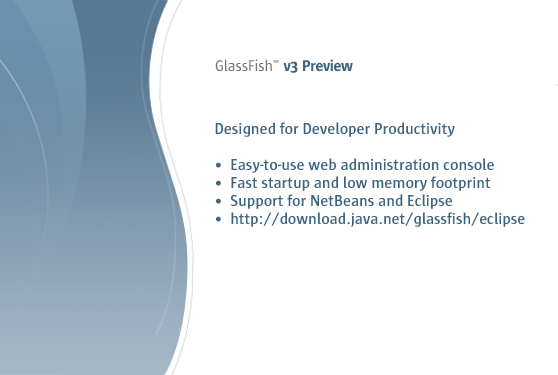 GlassFish™ v3 Preview
Designed for Developer Productivity
• Easy-to-use web administration console
• Fast startup and low memory footprint
• Support for NetBeans and Eclipse
• http://download.java.net/glassfish/eclipse